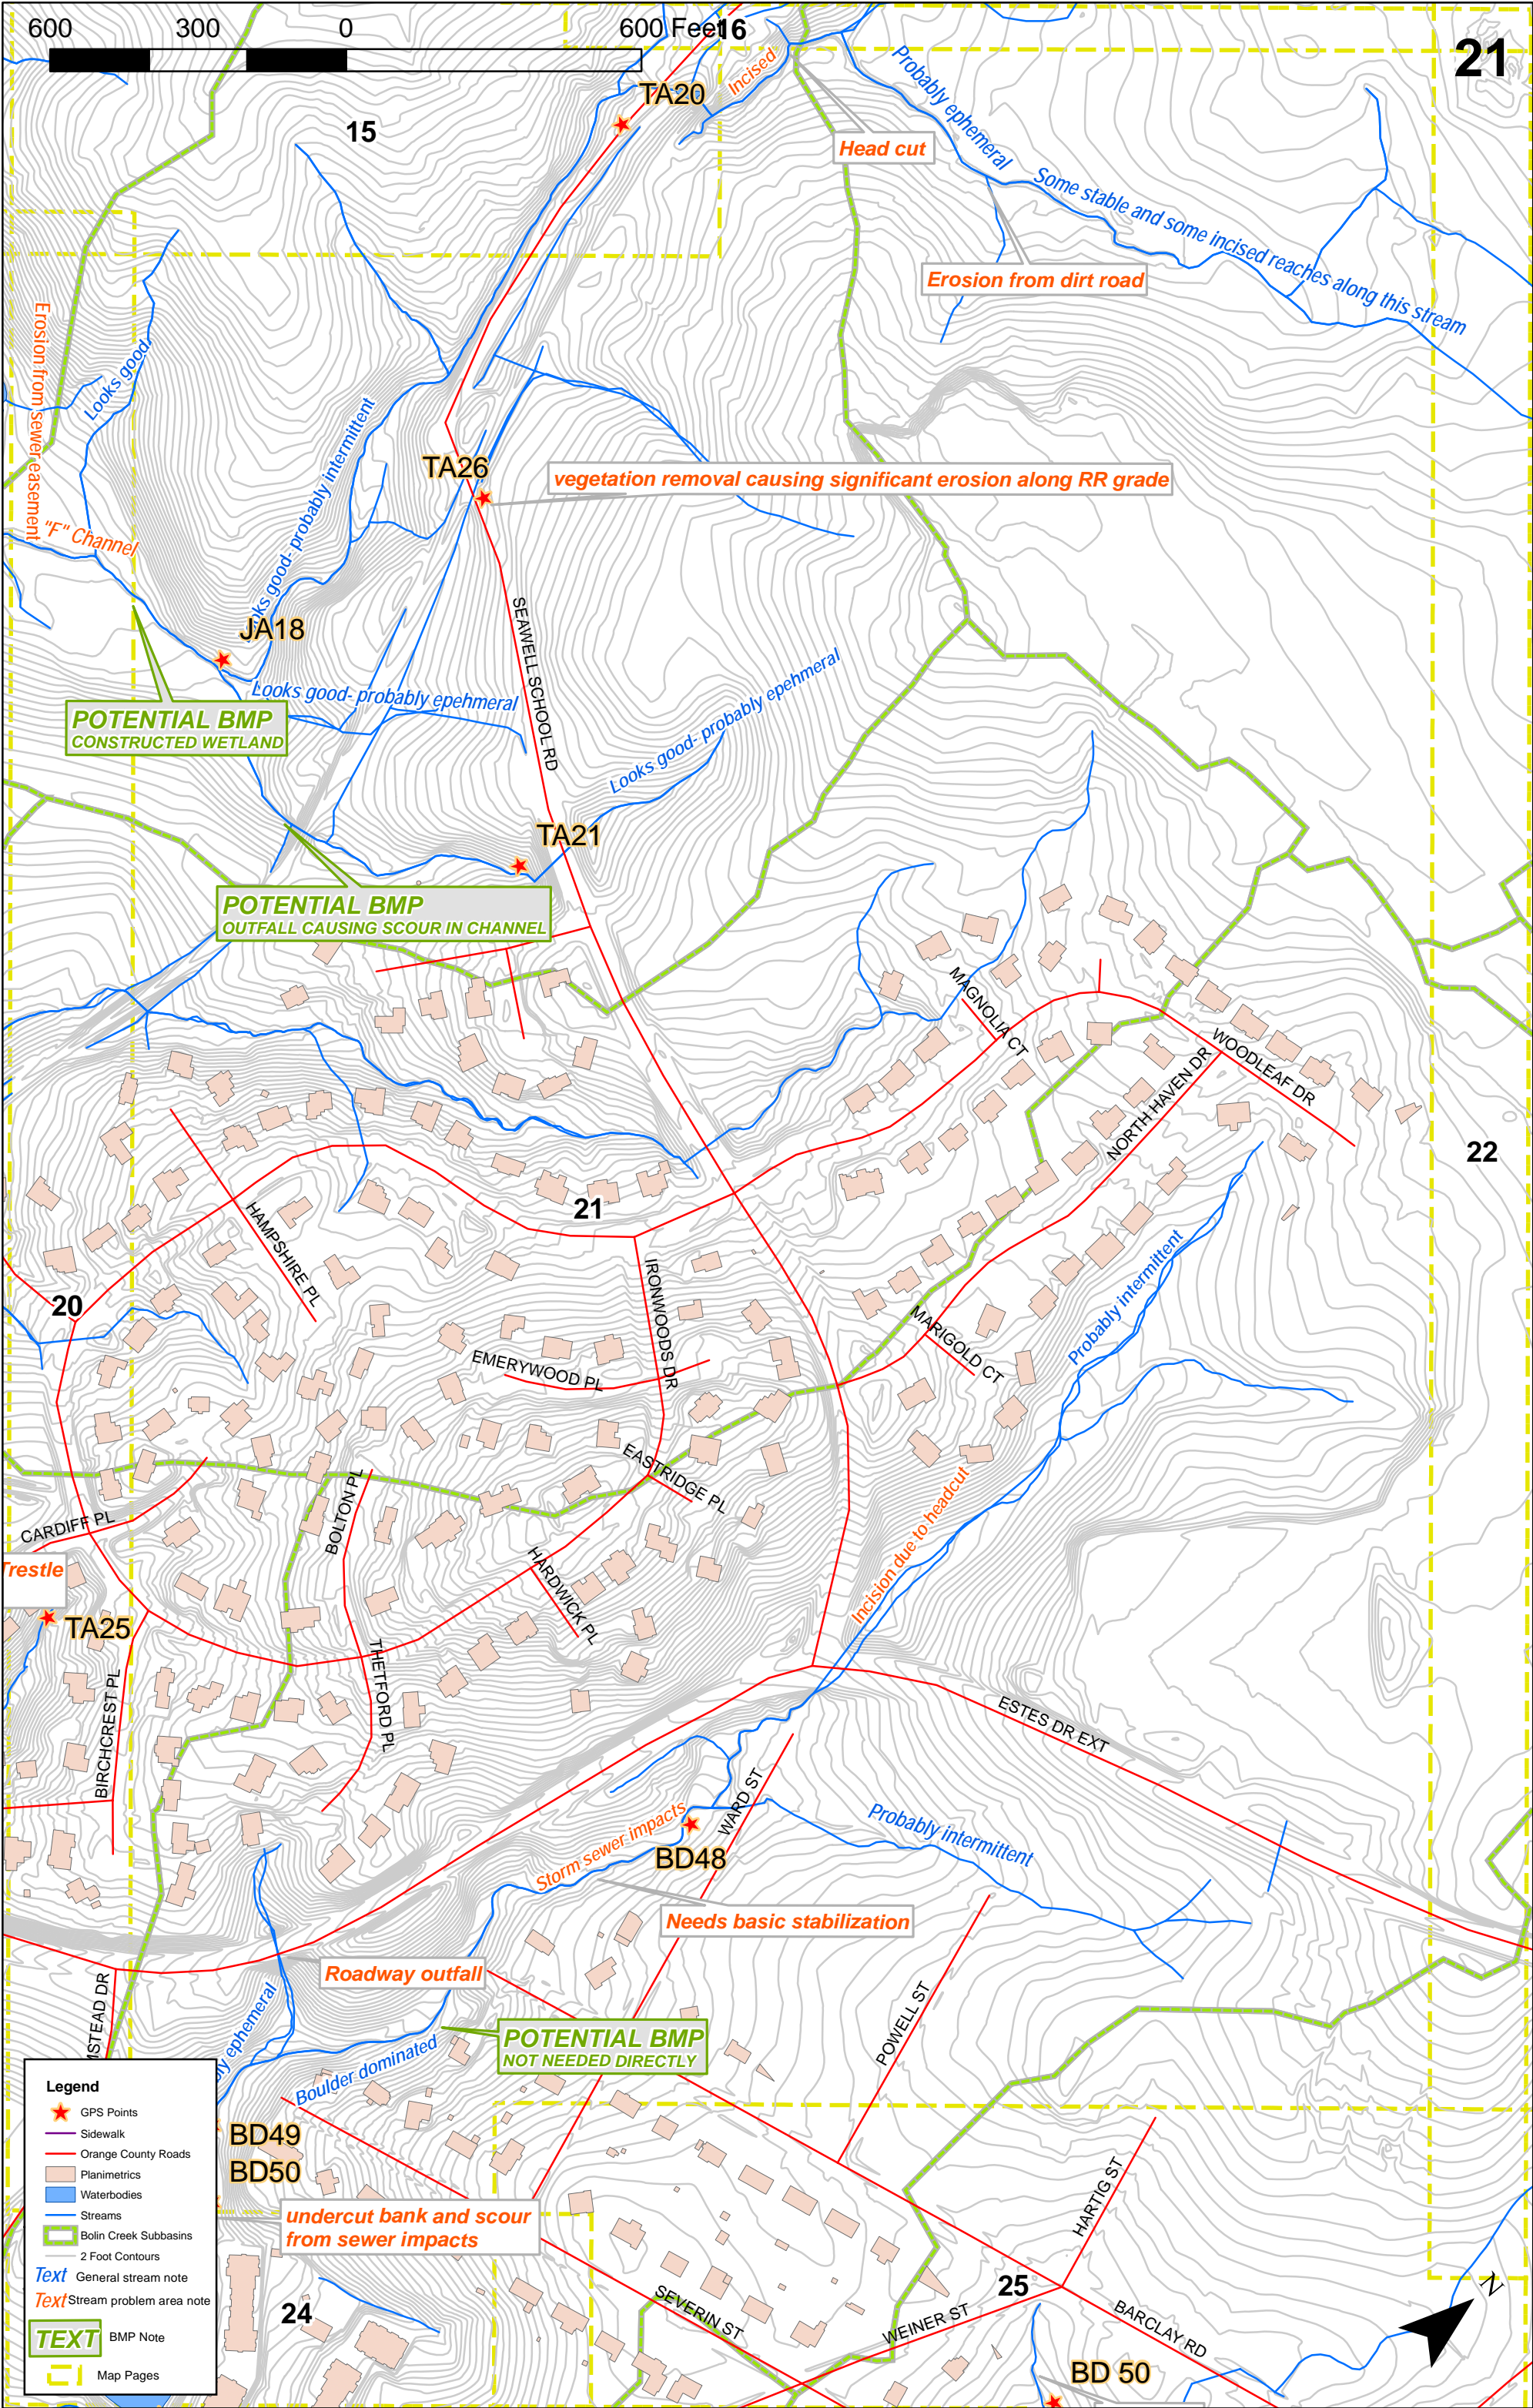 600 300 0 600 Feet
16
21
TA20
Incised
15
Probably ephemeral
Head cut
Some stable and some incised reaches along this stream
Erosion from dirt road
Erosion from sewer easement
Looks good
TA26
vegetation removal causing significant erosion along RR grade
"F" Channel
oks good- probably intermittent
JA18
SEAWELL SCHOOL RD
Looks good- probably epehmeral
Looks good- probably epehmeral
POTENTIAL BMP
CONSTRUCTED WETLAND
TA21
POTENTIAL BMP
OUTFALL CAUSING SCOUR IN CHANNEL
MAGNOLIA CT
WOODLEAF DR
NORTH HAVEN DR
22
21
HAMPSHIRE PL
20
IRONWOODS DR
Probably intermittent
MARIGOLD CT
EMERYWOOD PL
EASTRIDGE PL
BOLTON PL
CARDIFF PL
Incision due to headcut
HARDWICK PL
Trestle
TA25
THETFORD PL
BIRCHCREST PL
ESTES DR EXT
WARD ST
Storm sewer impacts
Probably intermittent
BD48
Needs basic stabilization
Roadway outfall
MSTEAD DR
POWELL ST
ly ephemeral
Boulder dominated
POTENTIAL BMP
NOT NEEDED DIRECTLY
BD49
BD50
HARTIG ST
undercut bank and scour
from sewer impacts
24
25
SEVERIN ST
WEINER ST
BARCLAY RD
BD 50
N
Legend
GPS Points
Sidewalk
Orange County Roads
Planimetrics
Waterbodies
Streams
Bolin Creek Subbasins
2 Foot Contours
Text General stream note
Text Stream problem area note
TEXT BMP Note
Map Pages